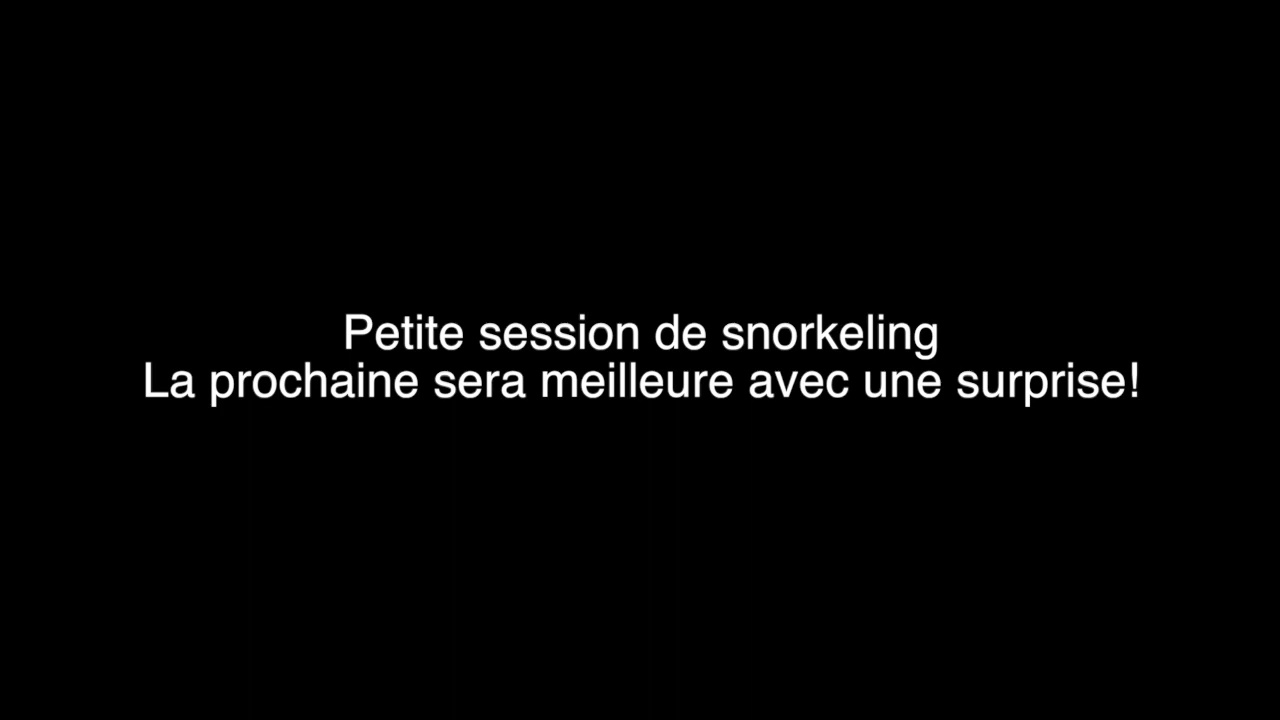 Petite session de snorkeling
La prochaine sera meilleure avec une surprise!